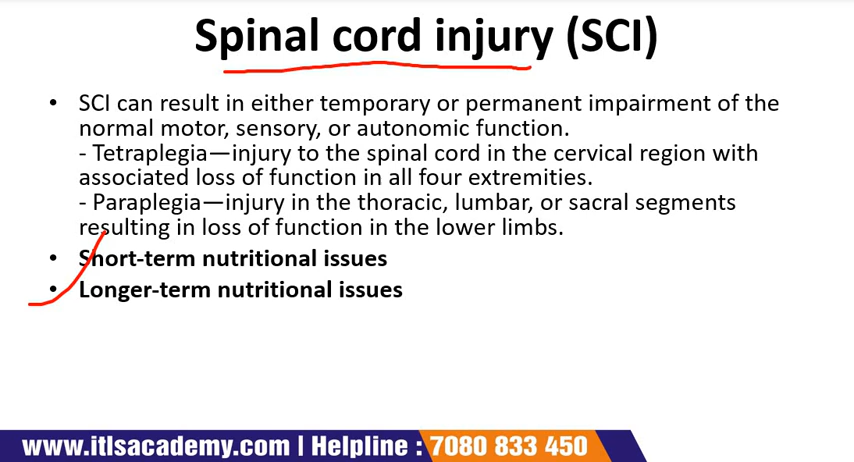 Spinal cord injury (SCI)
• SCI can result in either temporary or permanent impairment of the
normal motor, sensory, or autonomic function.
- Tetraplegia—injury to the spinal cord in the cervical region with
associated loss of function in all four extremities.
- Paraplegia—injury in the thoracic, lumbar, or sacral segments
resulting in loss of function in the lower limbs.
• Short-term nutritional issues
• Longer-term nutritional issues
www.itlsacademy.com | Helpline : 7080 833 450